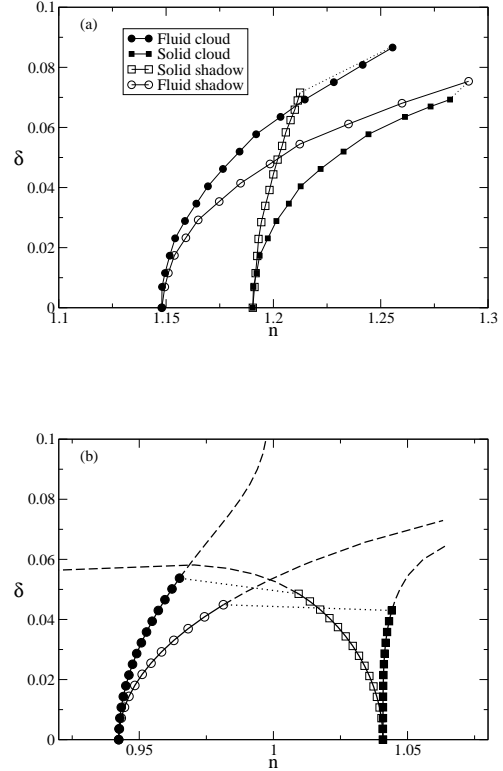 (a)
Fluid cloud
Solid cloud
Solid shadow
Fluid shadow
0.1
0.08
0.06
0.04
0.02
0
δ
1.1
1.15
1.2
1.25
1.3
n
(b)
0.1
0.08
0.06
0.04
0.02
0
δ
0.95
1
1.05
n